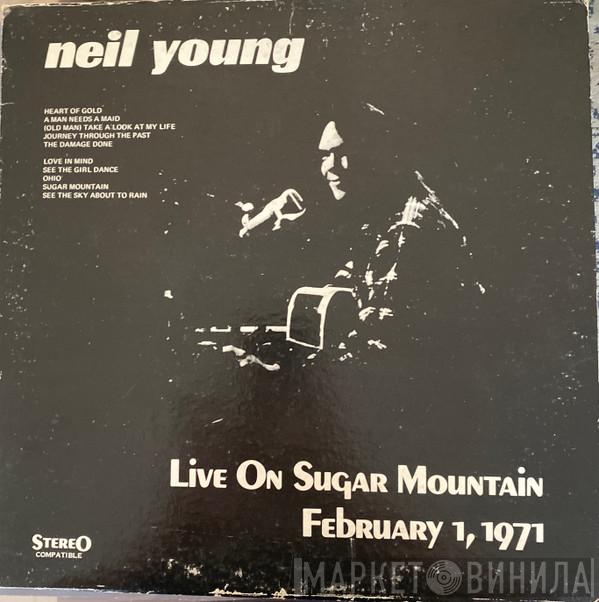 neil young
HEART OF GOLD
A MAN NEEDS A MAID
(OLD MAN) TAKE A LOOK AT MY LIFE
JOURNEY THROUGH THE PAST
THE DAMAGE DONE
LOVE IN MIND
SEE THE GIRL DANCE
OHIO
SUGAR MOUNTAIN
SEE THE SKY ABOUT TO RAIN
Live On Sugar Mountain
February 1, 1971
STEREO
COMPATIBLE
МАРКЕТ ВИНИЛА